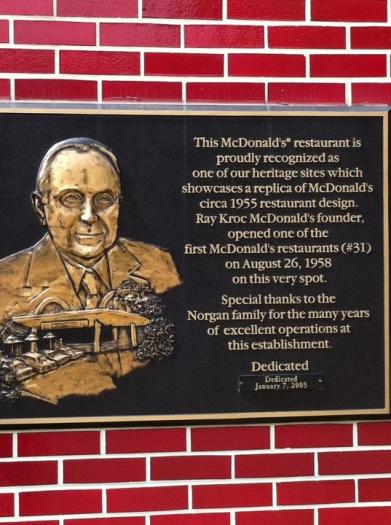 This McDonald's® restaurant is
proudly recognized as
one of our heritage sites which
showcases a replica of McDonald's
circa 1955 restaurant design.
Ray Kroc McDonald's founder,
opened one of the
first McDonald's restaurants (#31)
on August 26, 1958
on this very spot.
Special thanks to the
Norgan family for the many years
of excellent operations at
this establishment.
Dedicated
Dedicated
January 7, 2003